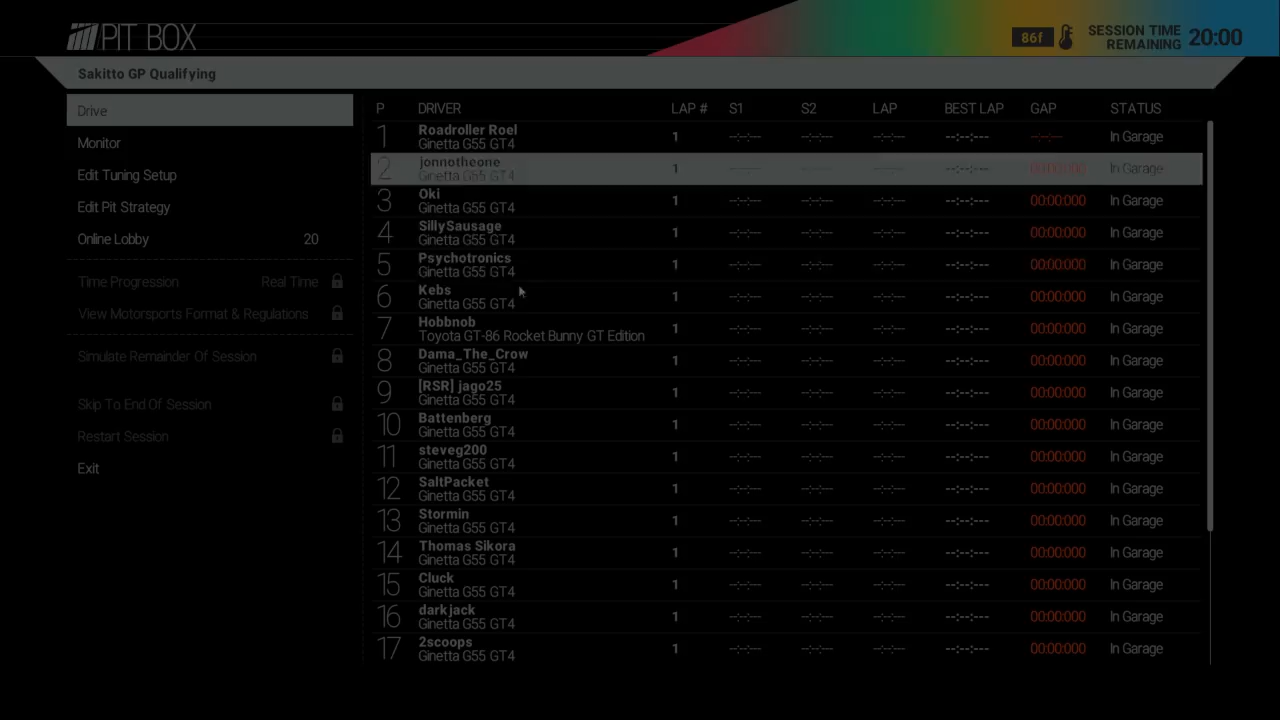 PIT BOX
86f
SESSION TIME
REMAINING
20:00
Sakitto GP Qualifying
Drive
Monitor
Edit Tuning Setup
Edit Pit Strategy
Online Lobby 20
Time Progression Real Time
View Motorsports Format & Regulations
Simulate Remainder Of Session
Skip To End Of Session
Restart Session
Exit
P DRIVER LAP # S1 S2 LAP BEST LAP GAP STATUS
1 Roadroller Roel 1 --:--:--- --:--:--- --:--:--- --:--:--- --:--:--- In Garage
Ginetta G55 GT4
2 jonnotheone 1 --:--:--- --:--:--- --:--:--- --:--:--- 00:00:000 In Garage
Ginetta G55 GT4
3 Oki 1 --:--:--- --:--:--- --:--:--- --:--:--- 00:00:000 In Garage
Ginetta G55 GT4
4 SillySausage 1 --:--:--- --:--:--- --:--:--- --:--:--- 00:00:000 In Garage
Ginetta G55 GT4
5 Psychotronics 1 --:--:--- --:--:--- --:--:--- --:--:--- 00:00:000 In Garage
Ginetta G55 GT4
6 Kebs 1 --:--:--- --:--:--- --:--:--- --:--:--- 00:00:000 In Garage
Ginetta G55 GT4
7 Hobbnob 1 --:--:--- --:--:--- --:--:--- --:--:--- 00:00:000 In Garage
Toyota GT-86 Rocket Bunny GT Edition
8 Dama_The_Crow 1 --:--:--- --:--:--- --:--:--- --:--:--- 00:00:000 In Garage
Ginetta G55 GT4
9 [RSR] jago25 1 --:--:--- --:--:--- --:--:--- --:--:--- 00:00:000 In Garage
Ginetta G55 GT4
10 Battenberg 1 --:--:--- --:--:--- --:--:--- --:--:--- 00:00:000 In Garage
Ginetta G55 GT4
11 steveg200 1 --:--:--- --:--:--- --:--:--- --:--:--- 00:00:000 In Garage
Ginetta G55 GT4
12 SaltPacket 1 --:--:--- --:--:--- --:--:--- --:--:--- 00:00:000 In Garage
Ginetta G55 GT4
13 Stormin 1 --:--:--- --:--:--- --:--:--- --:--:--- 00:00:000 In Garage
Ginetta G55 GT4
14 Thomas Sikora 1 --:--:--- --:--:--- --:--:--- --:--:--- 00:00:000 In Garage
Ginetta G55 GT4
15 Cluck 1 --:--:--- --:--:--- --:--:--- --:--:--- 00:00:000 In Garage
Ginetta G55 GT4
16 darkjack 1 --:--:--- --:--:--- --:--:--- --:--:--- 00:00:000 In Garage
Ginetta G55 GT4
17 2scoops 1 --:--:--- --:--:--- --:--:--- --:--:--- 00:00:000 In Garage
Ginetta G55 GT4